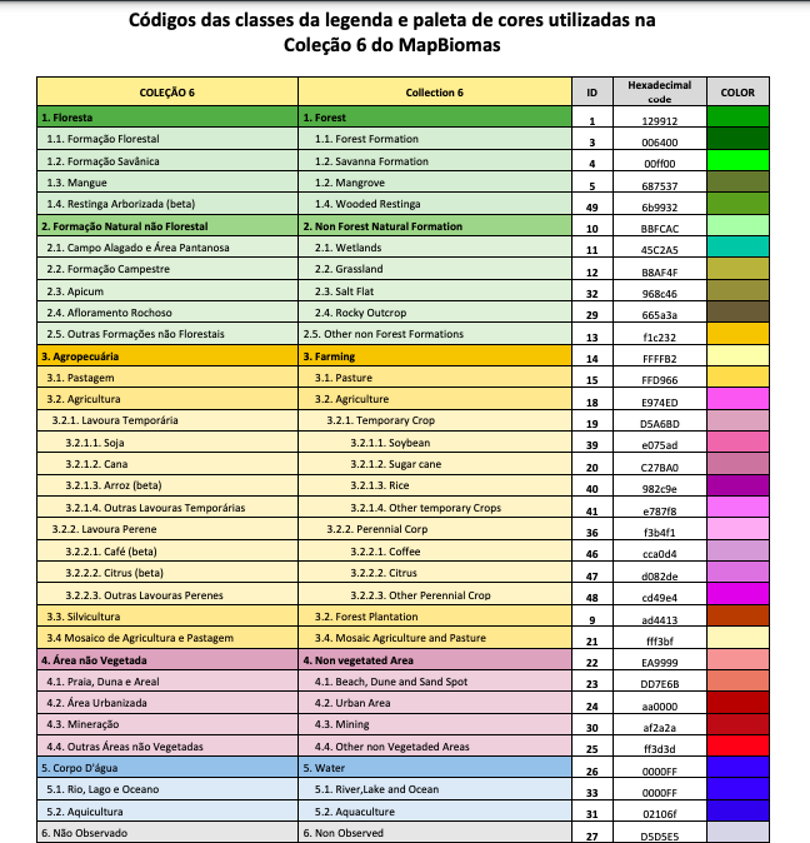 Códigos das classes da legenda e paleta de cores utilizadas na
Coleção 6 do MapBiomas
COLEÇÃO 6 Collection 6 ID Hexadecimal code COLOR
1. Floresta 1. Forest 1 129912
1.1. Formação Florestal 1.1. Forest Formation 3 006400
1.2. Formação Savânica 1.2. Savanna Formation 4 00ff00
1.3. Mangue 1.2. Mangrove 5 687537
1.4. Restinga Arborizada (beta) 1.4. Wooded Restinga 49 6b9932
2. Formação Natural não Florestal 2. Non Forest Natural Formation 10 BBFCAC
2.1. Campo Alagado e Área Pantanosa 2.1. Wetlands 11 45C2A5
2.2. Formação Campestre 2.2. Grassland 12 B8AF4F
2.3. Apicum 2.3. Salt Flat 32 968c46
2.4. Afloramento Rochoso 2.4. Rocky Outcrop 29 665a3a
2.5. Outras Formações não Florestais 2.5. Other non Forest Formations 13 f1c232
3. Agropecuária 3. Farming 14 FFFFB2
3.1. Pastagem 3.1. Pasture 15 FFD966
3.2. Agricultura 3.2. Agriculture 18 E974ED
3.2.1. Lavoura Temporária 3.2.1. Temporary Crop 19 D5A6BD
3.2.1.1. Soja 3.2.1.1. Soybean 39 e075ad
3.2.1.2. Cana 3.2.1.2. Sugar cane 20 C27BA0
3.2.1.3. Arroz (beta) 3.2.1.3. Rice 40 982c9e
3.2.1.4. Outras Lavouras Temporárias 3.2.1.4. Other temporary Crops 41 e787f8
3.2.2. Lavoura Perene 3.2.2. Perennial Corp 36 f3b4f1
3.2.2.1. Café (beta) 3.2.2.1. Coffee 46 cca0d4
3.2.2.2. Citrus (beta) 3.2.2.2. Citrus 47 d082de
3.2.2.3. Outras Lavouras Perenes 3.2.2.3. Other Perennial Crop 48 cd49e4
3.3. Silvicultura 3.2. Forest Plantation 9 ad4413
3.4 Mosaico de Agricultura e Pastagem 3.4. Mosaic Agriculture and Pasture 21 fff3bf
4. Área não Vegetada 4. Non vegetated Area 22 EA9999
4.1. Praia, Duna e Areal 4.1. Beach, Dune and Sand Spot 23 DD7E6B
4.2. Área Urbanizada 4.2. Urban Area 24 aa0000
4.3. Mineração 4.3. Mining 30 af2a2a
4.4. Outras Áreas não Vegetadas 4.4. Other non Vegetaded Areas 25 ff3d3d
5. Corpo D'água 5. Water 26 0000FF
5.1. Rio, Lago e Oceano 5.1. River,Lake and Ocean 33 0000FF
5.2. Aquicultura 5.2. Aquaculture 31 02106f
6. Não Observado 6. Non Observed 27 D5D5E5